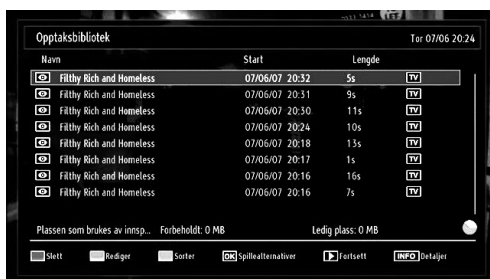 Opptaksbibliotek Tor 07/06 20:24
Navn Start Lengde
Filthy Rich and Homeless 07/06/07 20:32 5s TV
Filthy Rich and Homeless 07/06/07 20:31 9s TV
Filthy Rich and Homeless 07/06/07 20:30 11s TV
Filthy Rich and Homeless 07/06/07 20:24 10s TV
Filthy Rich and Homeless 07/06/07 20:18 13s TV
Filthy Rich and Homeless 07/06/07 20:17 1s TV
Filthy Rich and Homeless 07/06/07 20:16 16s TV
Filthy Rich and Homeless 07/06/07 20:16 7s TV
Plassen som brukes av innsp... Forbeholdt: 0 MB Ledig plass: 0 MB
Slett Rediger Sorter OK Spillealternativer Fortsett INFO Detaljer